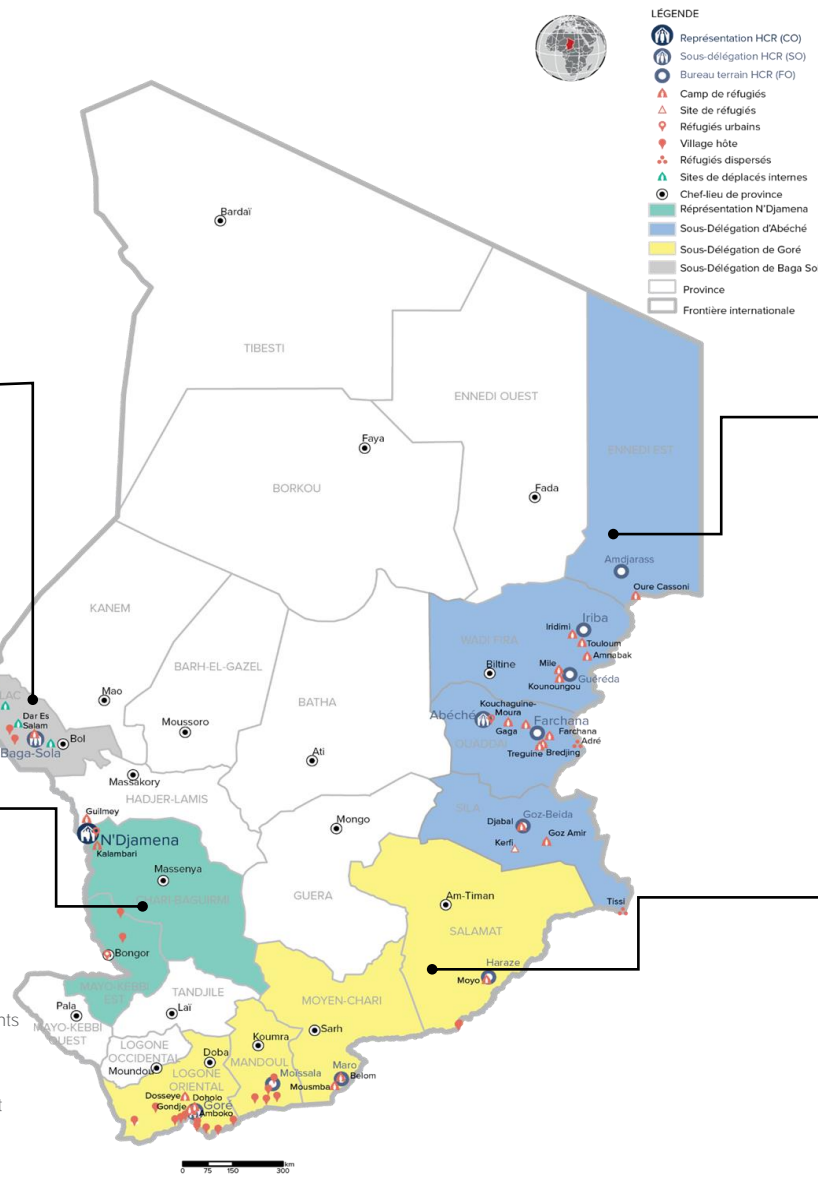 LÉGENDE
Représentation HCR (CO)
Sous-délégation HCR (SO)
Bureau terrain HCR (FO)
Camp de réfugiés
Site de réfugiés
Réfugiés urbains
Village hôte
Réfugiés dispersés
Sites de déplacés internes
Chef-lieu de province
Réprésentation N'Djamena
Sous-Délégation d'Abéché
Sous-Délégation de Goré
Sous-Délégation de Baga So
Province
Frontière internationale
Bardaï
TIBESTI
ENNEDI OUEST
ENNEDI EST
Faya
BORKOU
Fada
Amdjarass
Oure Cassoni
KANEM
Iriba
Iridimi
Touloum
WADI FIRA
Amnabak
BARH-EL-GAZEL
Biltine
Mile
Guéréda
Kounoungou
LAC
Mao
BATHA
Kouchaguine-
Moura
Dar Es
Salam
Moussoro
Abéché
Farchana
Gaga
Farchana
Bol
Adré
OUADDAI
Baga-Sola
Ati
Treguine
Bredjing
Massakory
HADJER-LAMIS
SILA
Guilmey
Mongo
Djabal
Goz-Beida
N'Djamena
Goz Amir
Kerfi
Kalambari
Massenya
GUERA
Am-Timan
CHARI-BAGUIRMI
Tissi
SALAMAT
Bongor
Haraze
Moyo
MAYO-KEBBI
EST
TANDJILE
MOYEN-CHARI
Pala
Laï
nts
MAYO-KEBBI
OUEST
Sarh
Koumra
LOGONE
OCCIDENTAL
Doba
MANDOUL
Moundou
LOGONE
ORIENTAL
Maro
Moïssala
Belom
Mousmba
Dosseye
Doholo
t
Gondje
Goré
Amboko
0 75 150 300 km